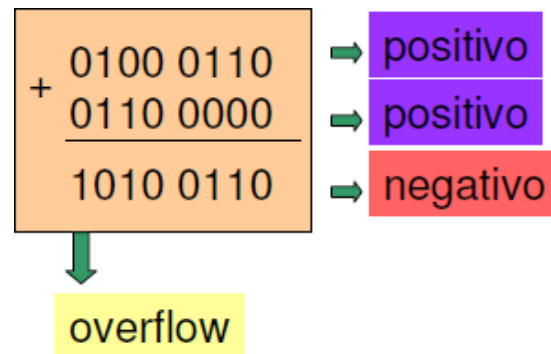 0100 0110 positivo
+
0110 0000 positivo
1010 0110 negativo
overflow